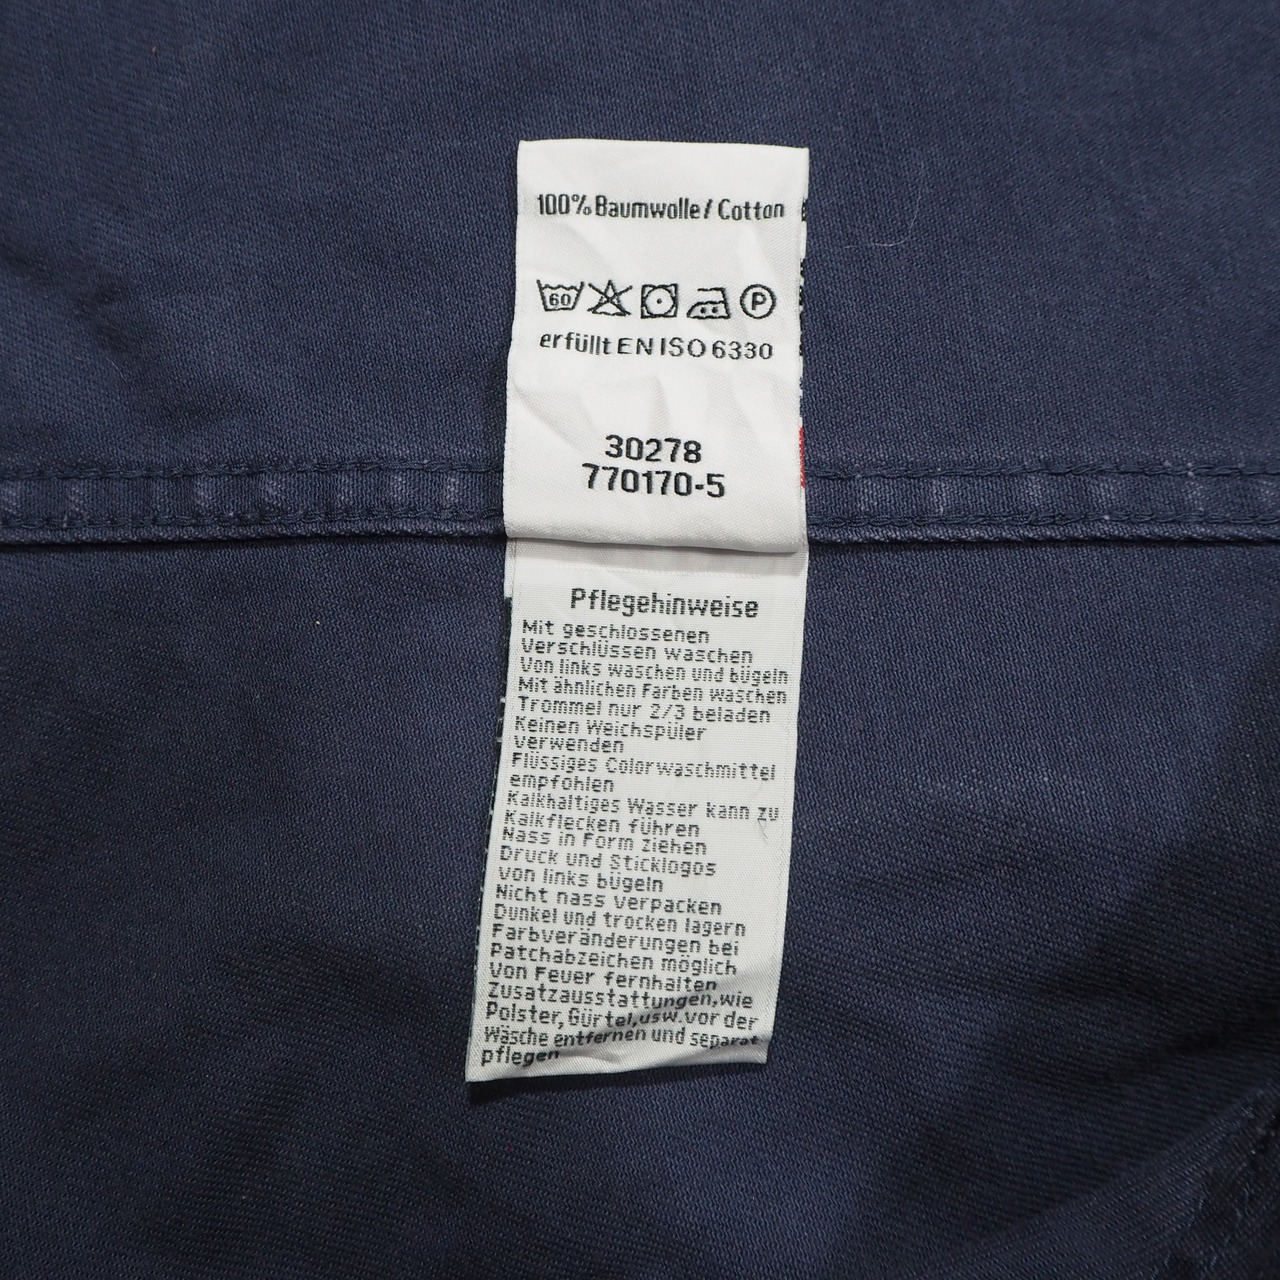 100% Baumwolle / Cotton
60 P
erfüllt EN ISO 6330
30278
770170-5
Pflegehinweise
Mit geschlossenen
Verschlüssen waschen
Von links waschen und bügeln
Mit ähnlichen Farben waschen
Trommel nur 2/3 beladen
Keinen Weichspüler
verwenden
Flüssiges Colorwaschmittel
empfohlen
Kalkhaltiges Wasser kann zu
Kalkflecken führen
Nass in Form ziehen
Druck und Sticklogos
von links bügeln
Nicht nass verpacken
Dunkel und trocken lagern
Farbveränderungen bei
Patchabzeichen möglich
Von Feuer fernhalten
Zusatzausstattungen,wie
Polster,Gürtel,usw.vor der
Wäsche entfernen und separat
pflegen